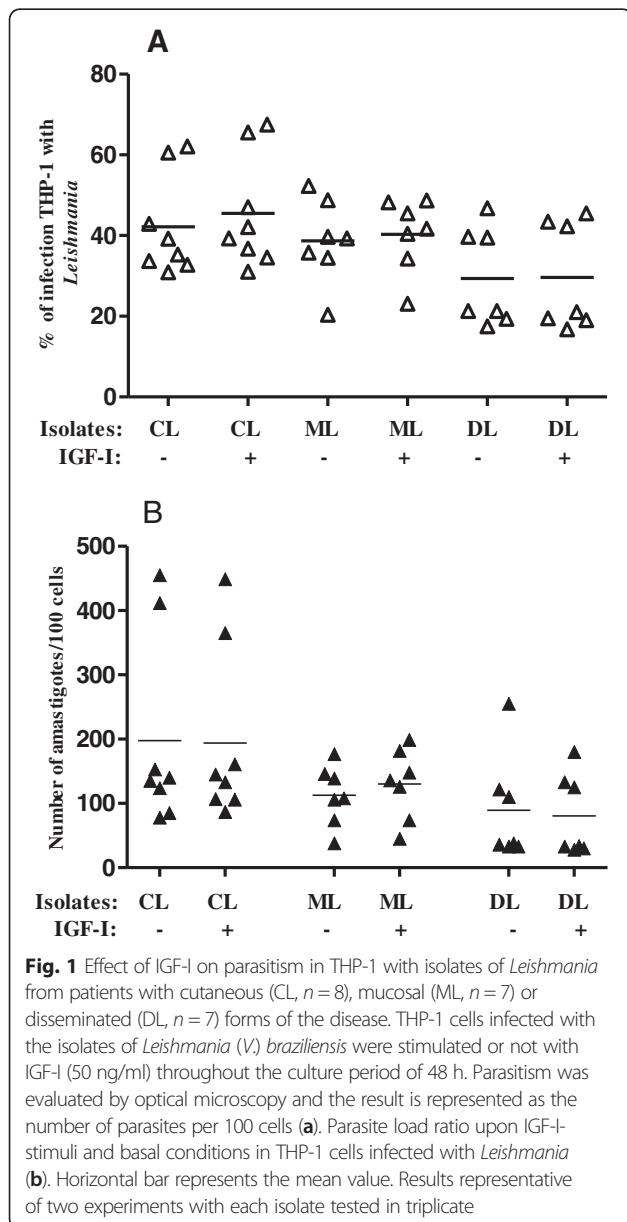 A
80
60
40
20
0
% of infection THP-1 with
Leishmania
Isolates: CL CL ML ML DL DL
IGF-I: - + - + - +
B
500
400
300
200
100
0
Number of amastigotes/100 cells
Isolates: CL CL ML ML DL DL
IGF-I: - + - + - +
Fig. 1 Effect of IGF-I on parasitism in THP-1 with isolates of Leishmania
from patients with cutaneous (CL, n = 8), mucosal (ML, n = 7) or
disseminated (DL, n = 7) forms of the disease. THP-1 cells infected with
the isolates of Leishmania (V.) braziliensis were stimulated or not with
IGF-I (50 ng/ml) throughout the culture period of 48 h. Parasitism was
evaluated by optical microscopy and the result is represented as the
number of parasites per 100 cells (a). Parasite load ratio upon IGF-I-
stimuli and basal conditions in THP-1 cells infected with Leishmania
(b). Horizontal bar represents the mean value. Results representative
of two experiments with each isolate tested in triplicate